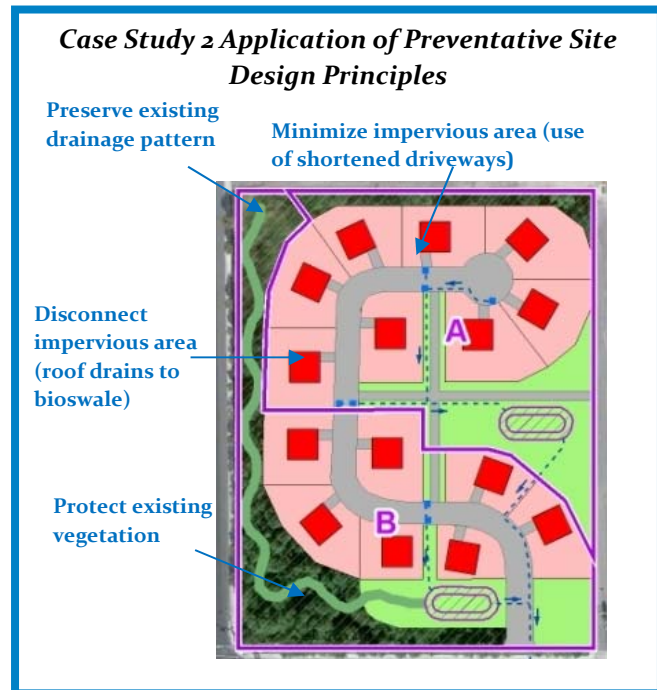 Case Study 2 Application of Preventative Site
Design Principles
Preserve existing
drainage pattern
Minimize impervious area (use
of shortened driveways)
Disconnect
impervious area
(roof drains to
bioswale)
Protect existing
vegetation
A
B